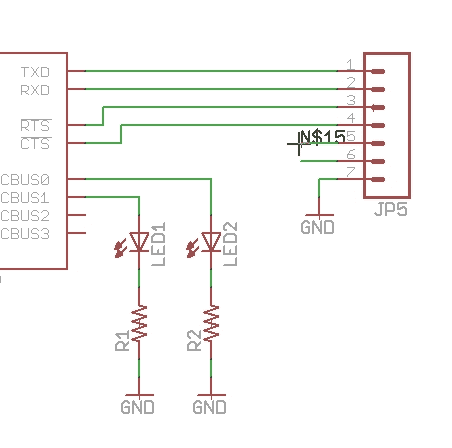 TXD
RXD
RTS
CTS
CBUS0
CBUS1
CBUS2
CBUS3
1
2
3
4
N$15
5
6
7
JP5
GND
LED1
LED2
R1
R2
GND
GND